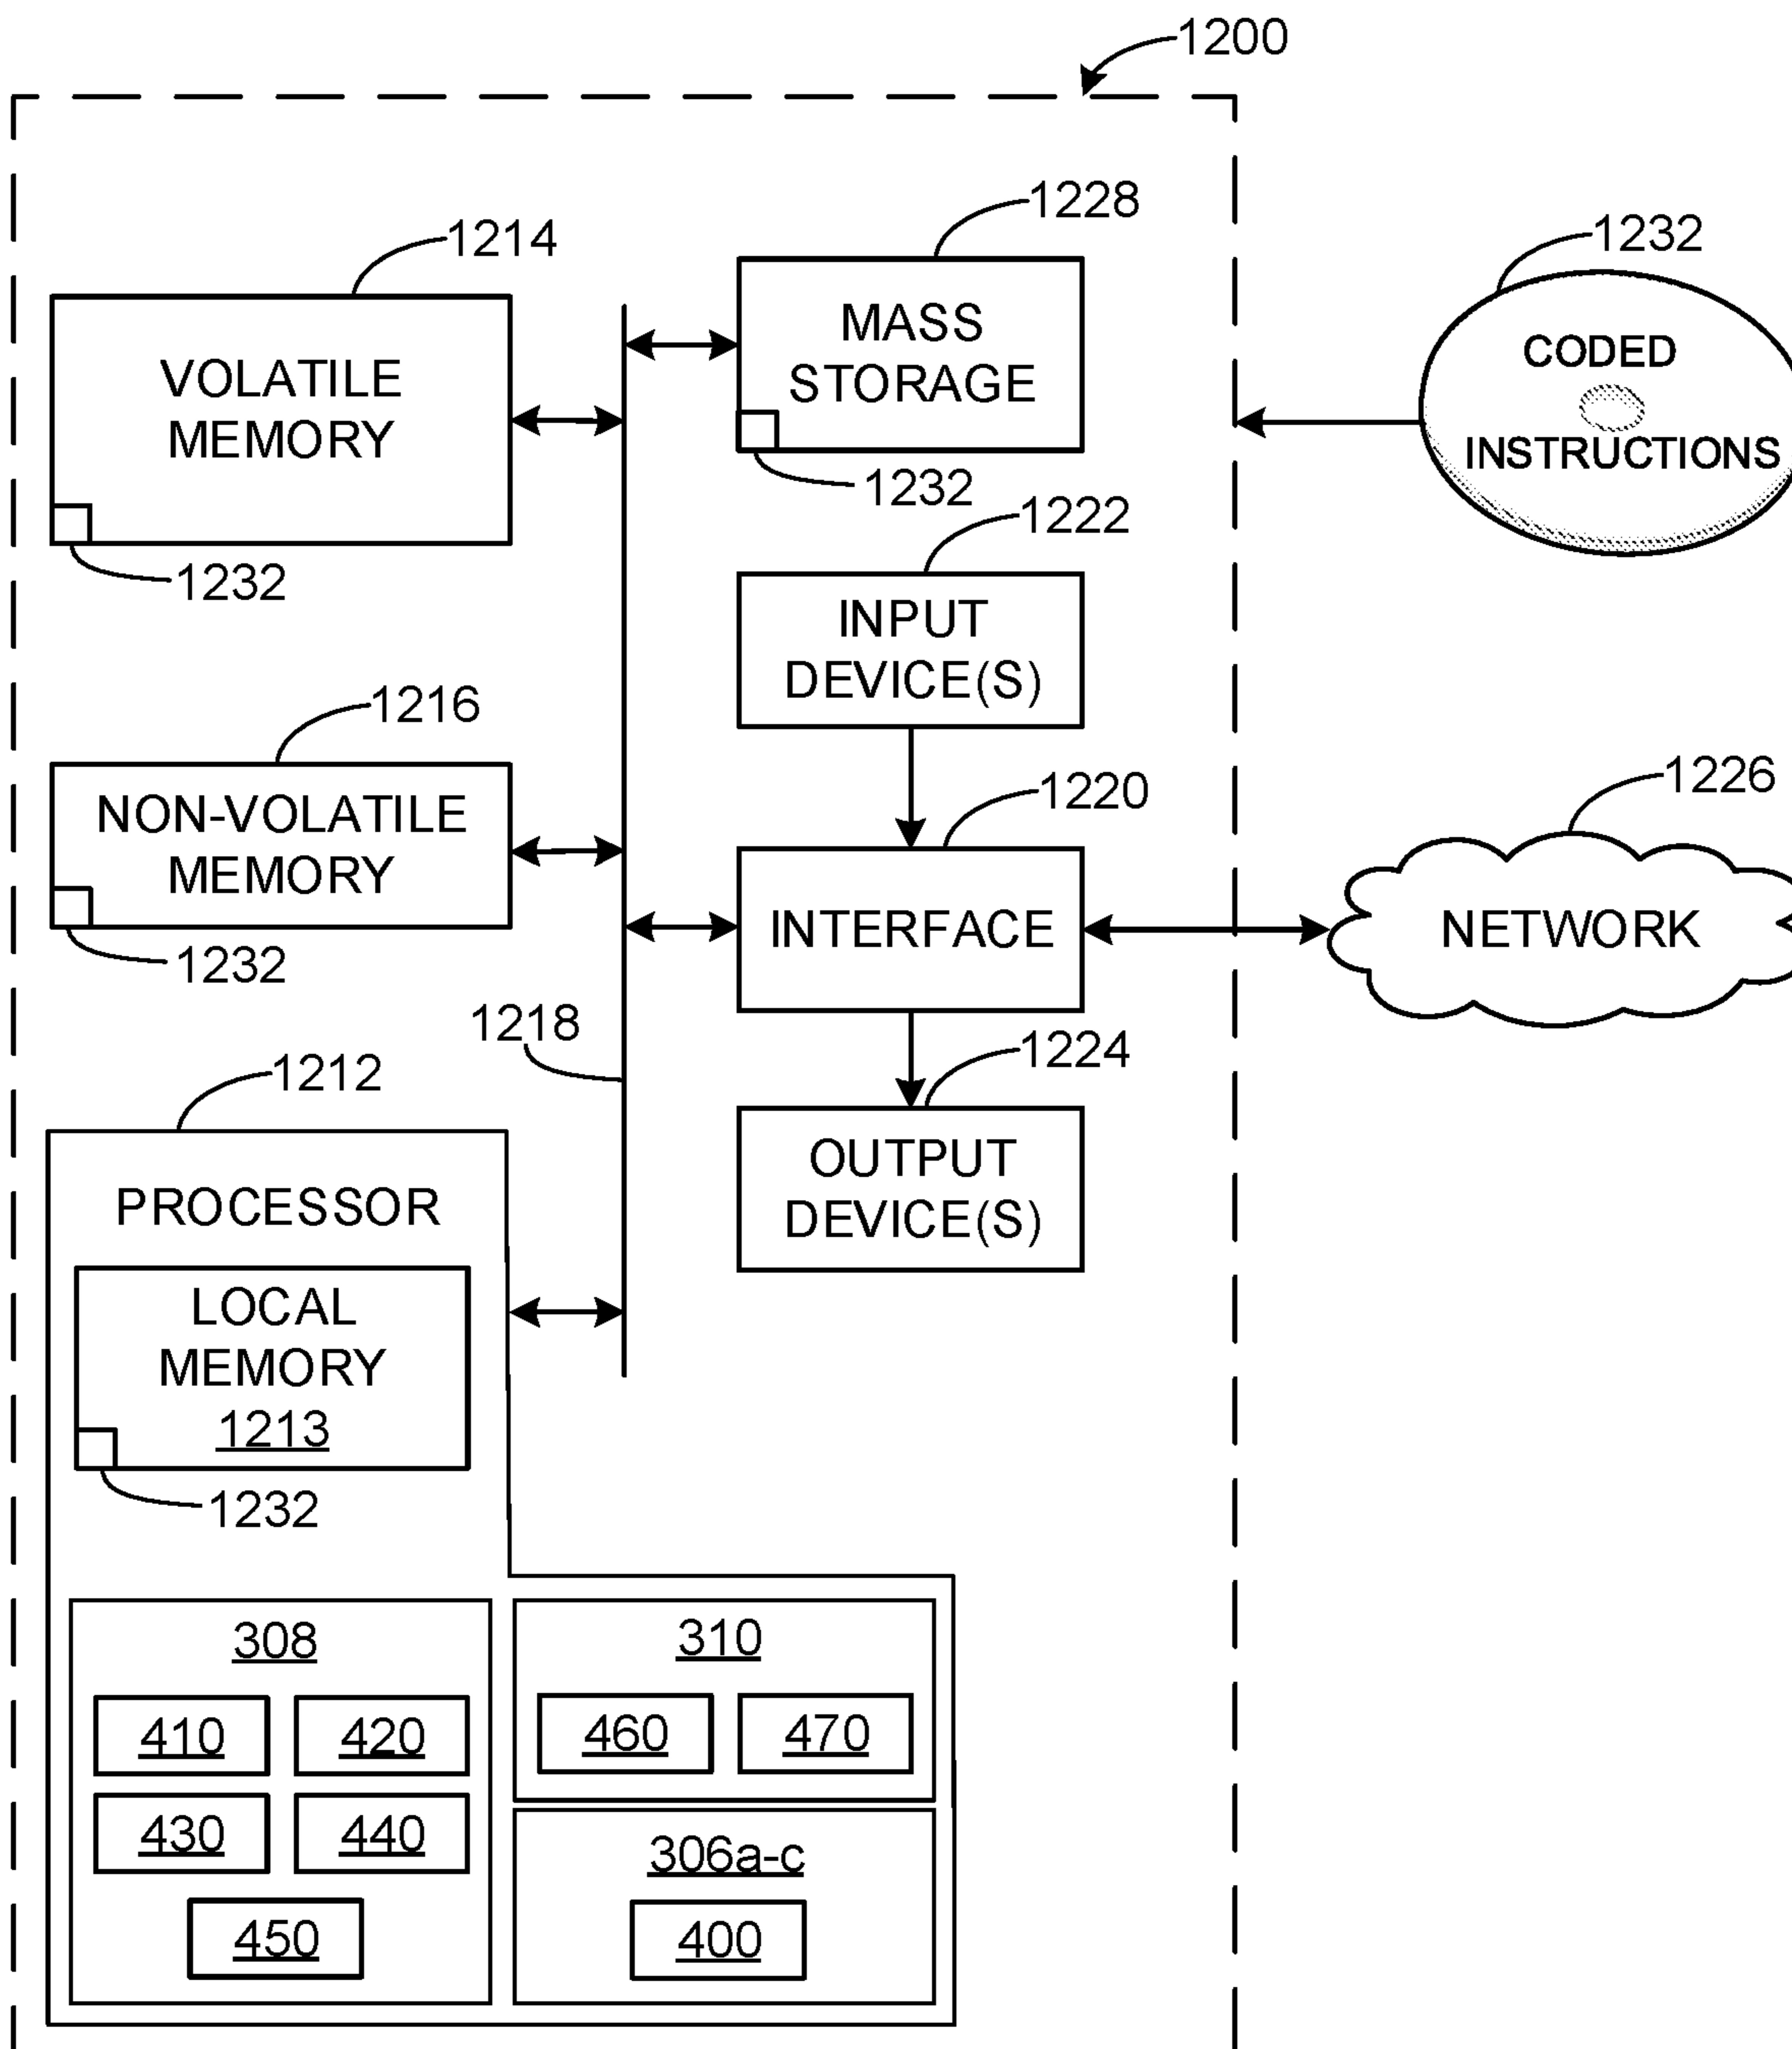 1200
1228
1214
1232
MASS
STORAGE
VOLATILE
MEMORY
CODED
INSTRUCTIONS
1232
1222
1232
INPUT
DEVICE(S)
1216
1220
1226
NON-VOLATILE
MEMORY
INTERFACE
NETWORK
1232
1218
1224
1212
OUTPUT
DEVICE(S)
PROCESSOR
LOCAL
MEMORY
1213
1232
308
310
410
420
460
470
430
440
306a-c
450
400